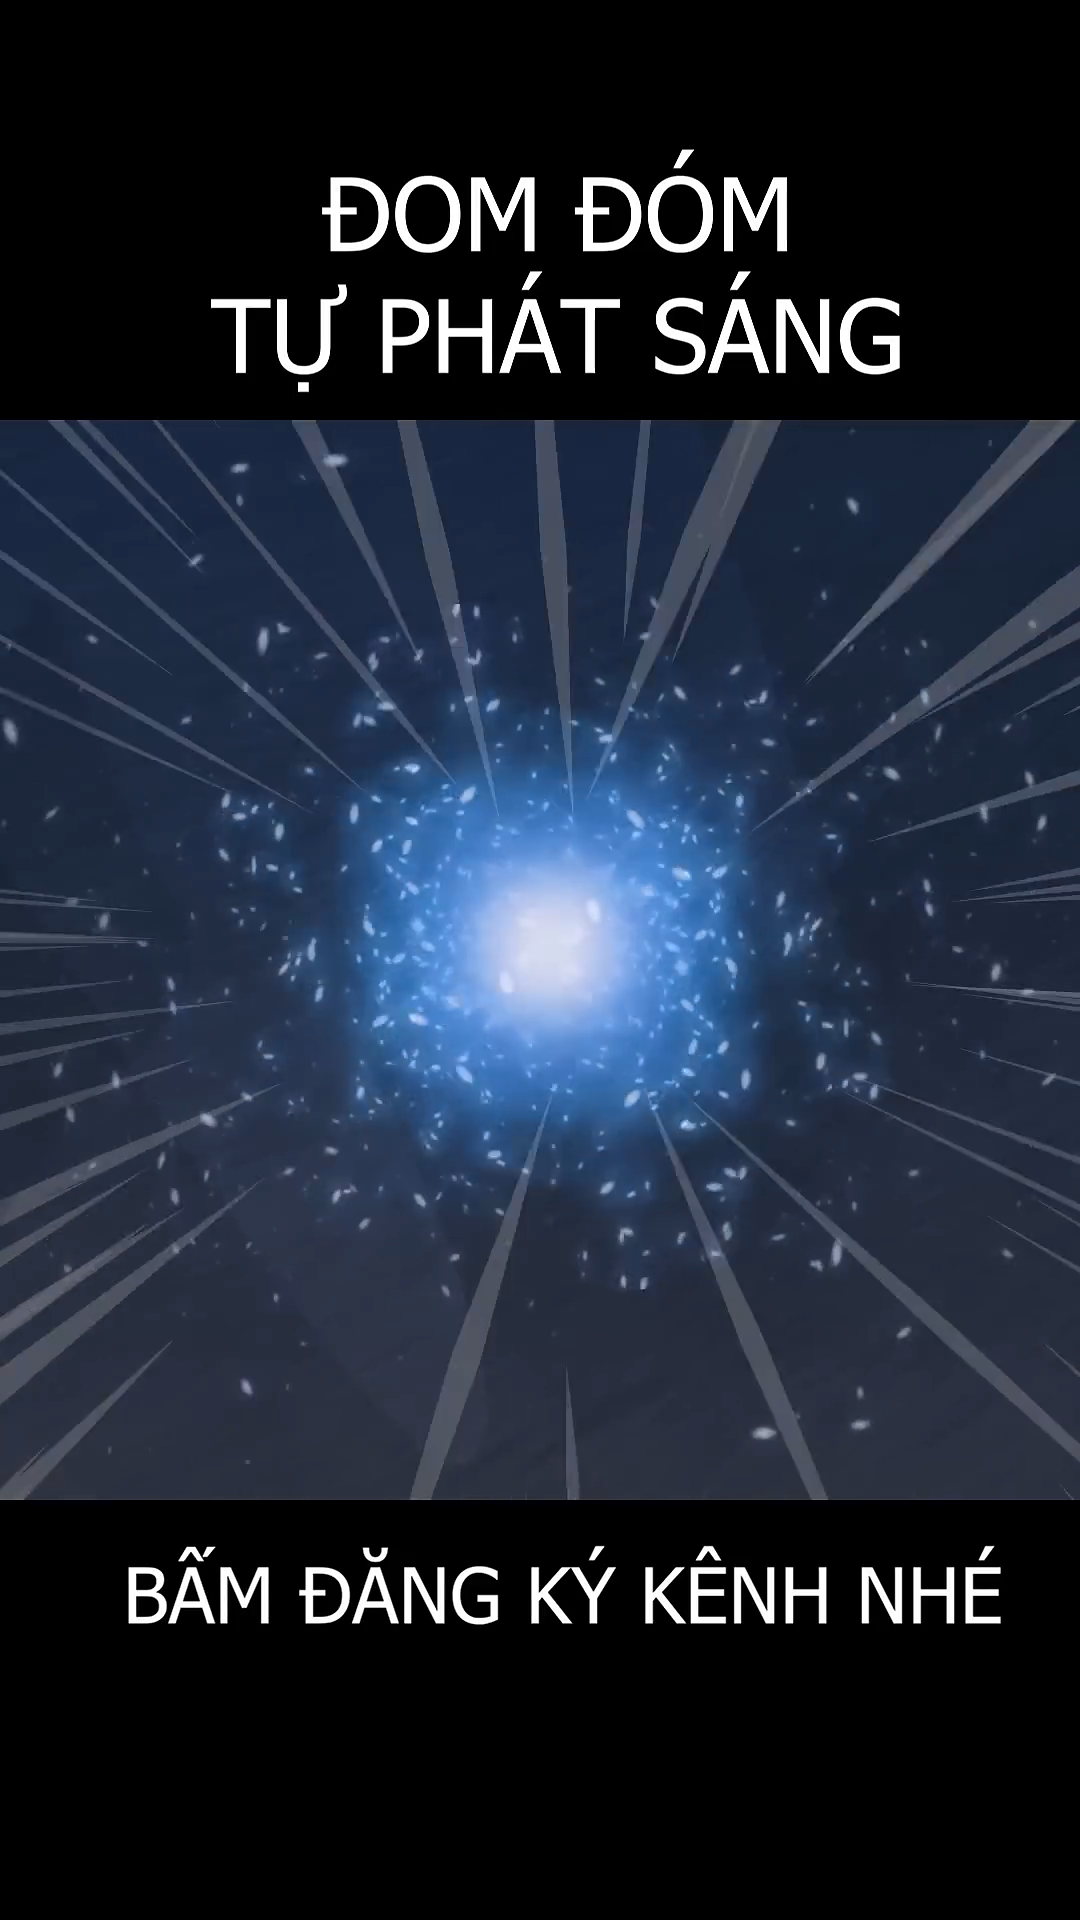 ĐOM ĐÓM
TỰ PHÁT SÁNG
BẤM ĐĂNG KÝ KÊNH NHÉ